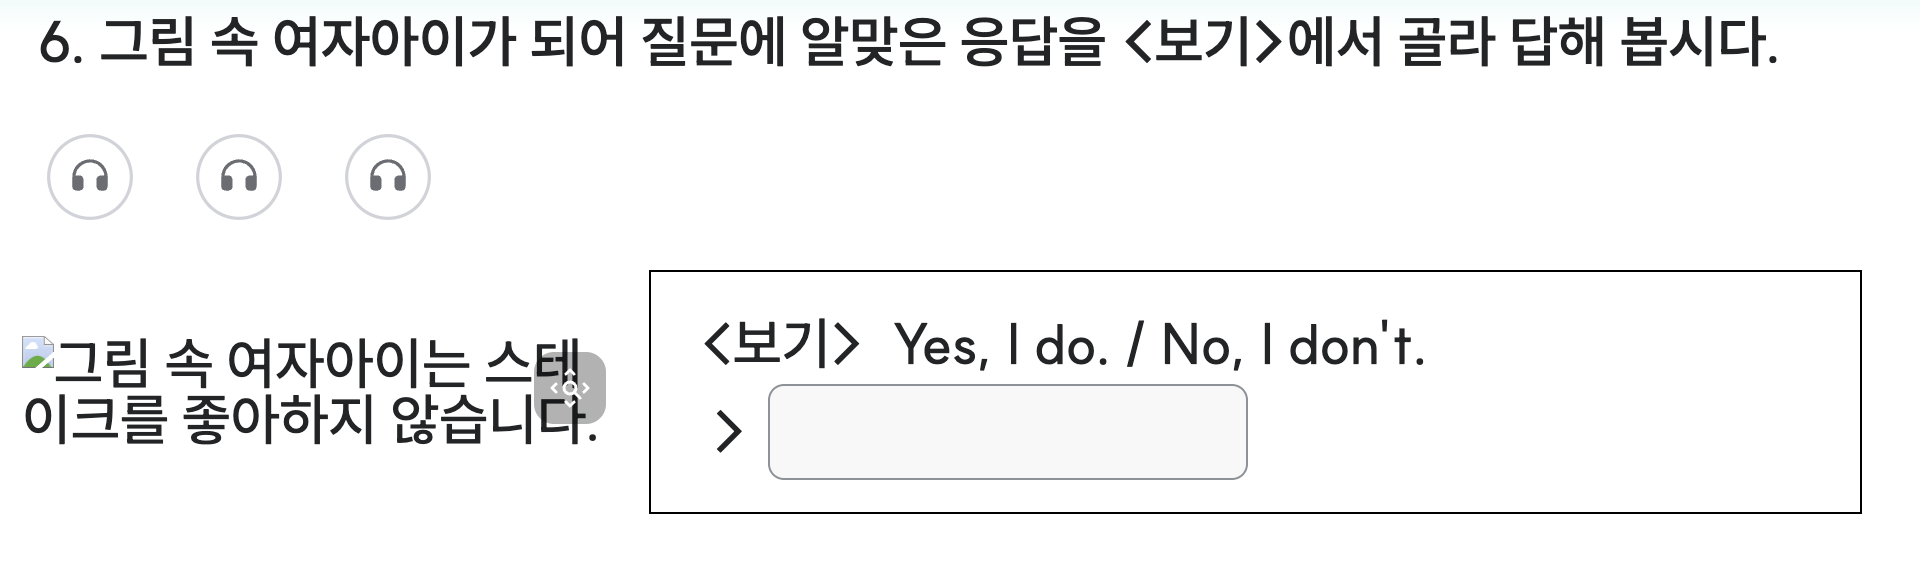 6. 그림 속 여자아이가 되어 질문에 알맞은 응답을 <보기>에서 골라 답해 봅시다.
그림 속 여자아이는 스테
이크를 좋아하지 않습니다.
<보기> Yes, I do. / No, I don't.
>